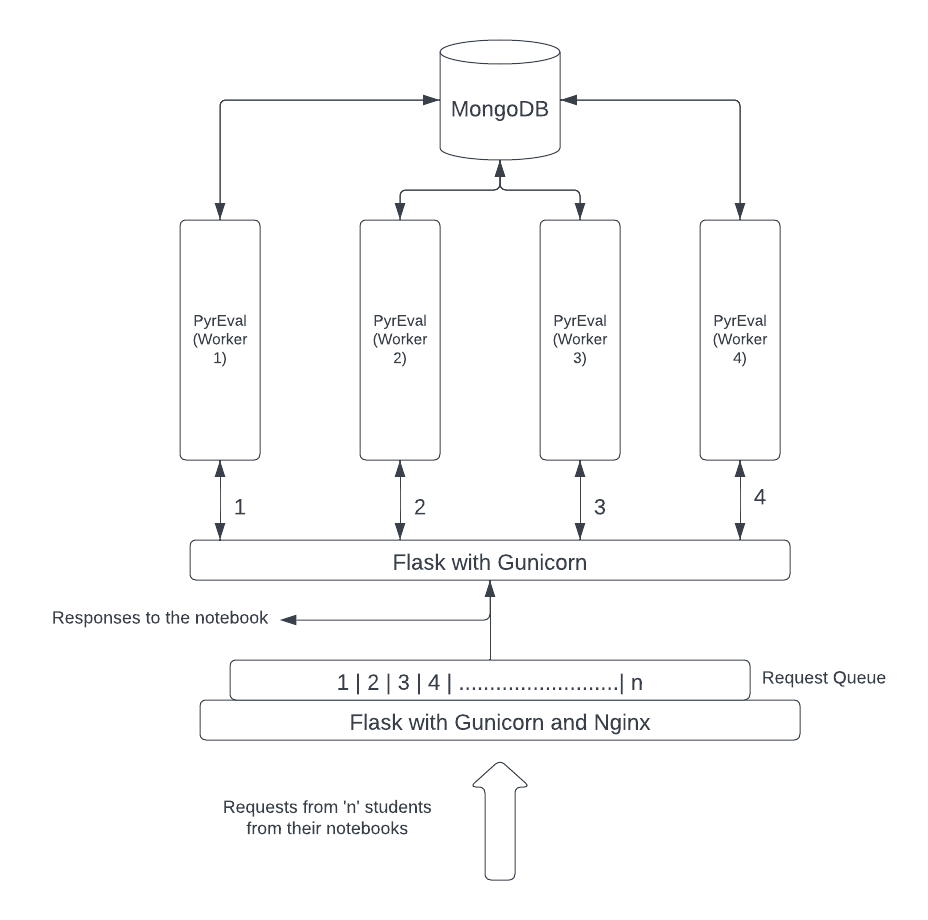 MongoDB
PyrEval
(Worker
1)
PyrEval
(Worker
2)
PyrEval
(Worker
3)
PyrEval
(Worker
4)
1
2
3
4
Flask with Gunicorn
Responses to the notebook
1 | 2 | 3 | 4 | ..........................| n
Request Queue
Flask with Gunicorn and Nginx
Requests from 'n' students
from their notebooks